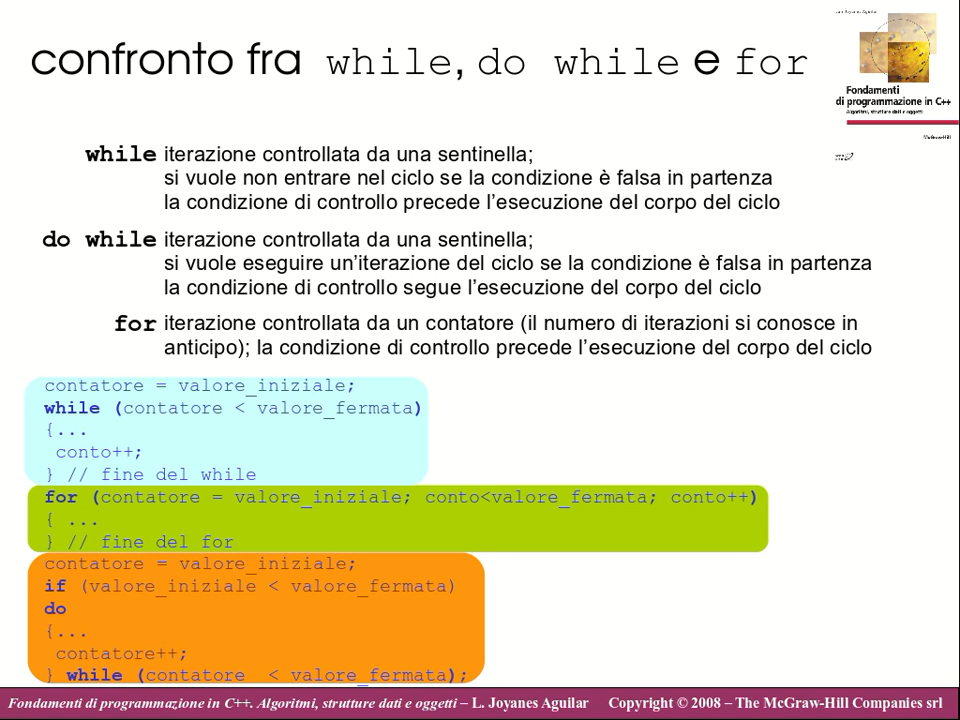 confronto fra while, do while e for
Luis Joyanes Aguilar
Fondamenti
di programmazione in C++
Algoritmi, strutture dati e oggetti
McGraw-Hill
while iterazione controllata da una sentinella;
si vuole non entrare nel ciclo se la condizione è falsa in partenza
la condizione di controllo precede l'esecuzione del corpo del ciclo
do while iterazione controllata da una sentinella;
si vuole eseguire un'iterazione del ciclo se la condizione è falsa in partenza
la condizione di controllo segue l'esecuzione del corpo del ciclo
for iterazione controllata da un contatore (il numero di iterazioni si conosce in
anticipo); la condizione di controllo precede l'esecuzione del corpo del ciclo
contatore = valore_iniziale;
while (contatore < valore_fermata)
{...
conto++;
} // fine del while
for (contatore = valore_iniziale; conto<valore_fermata; conto++)
{ ...
} // fine del for
contatore = valore_iniziale;
if (valore_iniziale < valore_fermata)
do
{...
contatore++;
} while (contatore < valore_fermata);
Fondamenti di programmazione in C++. Algoritmi, strutture dati e oggetti – L. Joyanes Aguilar Copyright © 2008 – The McGraw-Hill Companies srl